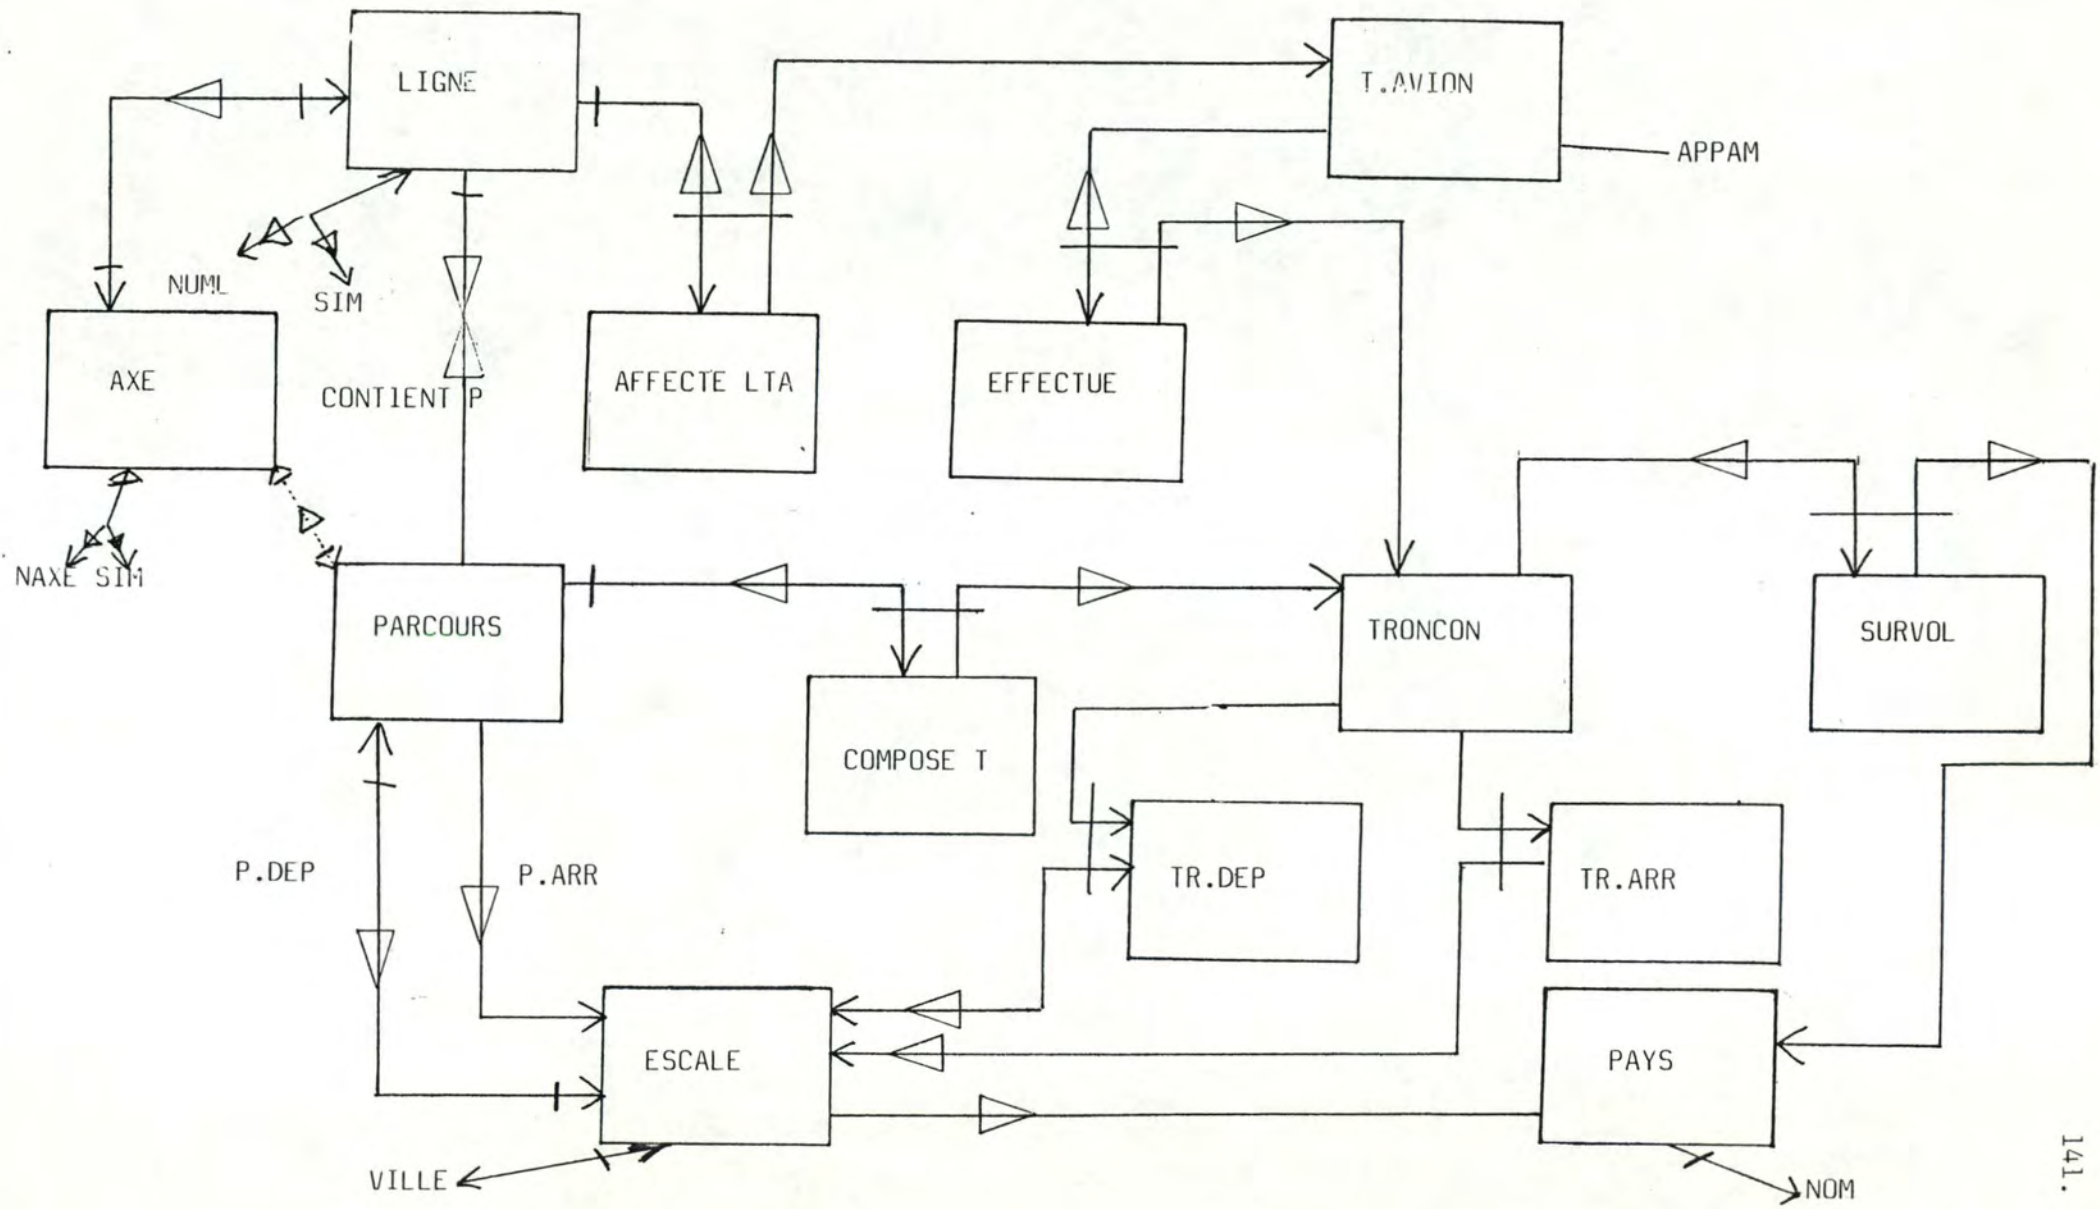 LIGNE
T.AVION
APPAM
NUML
SIM
AXE
CONTIENT P
AFFECTE LTA
EFFECTUE
NAXE SIM
PARCOURS
TRONCON
SURVOL
COMPOSE T
P.DEP
P.ARR
TR.DEP
TR.ARR
ESCALE
PAYS
VILLE
NOM
141.